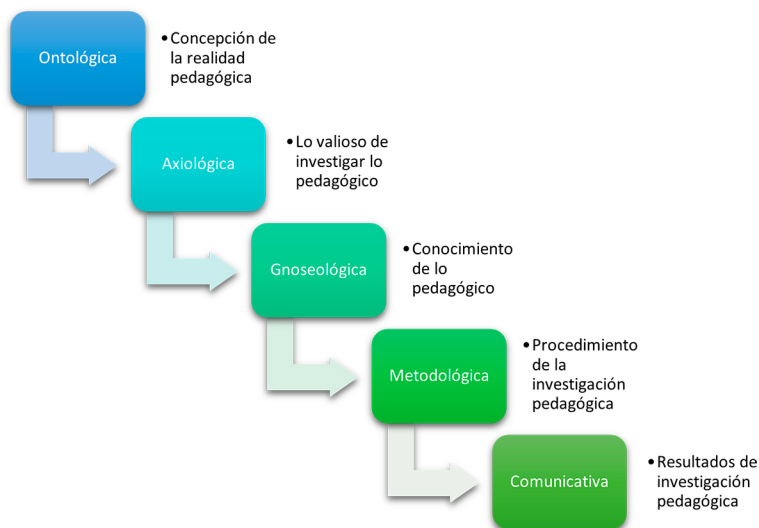 Ontológica
•Concepción de
la realidad
pedagógica
Axiológica
•Lo valioso de
investigar lo
pedagógico
Gnoseológica
•Conocimiento
de lo
pedagógico
Metodológica
•Procedimiento
de la
investigación
pedagógica
Comunicativa
•Resultados de
investigación
pedagógica